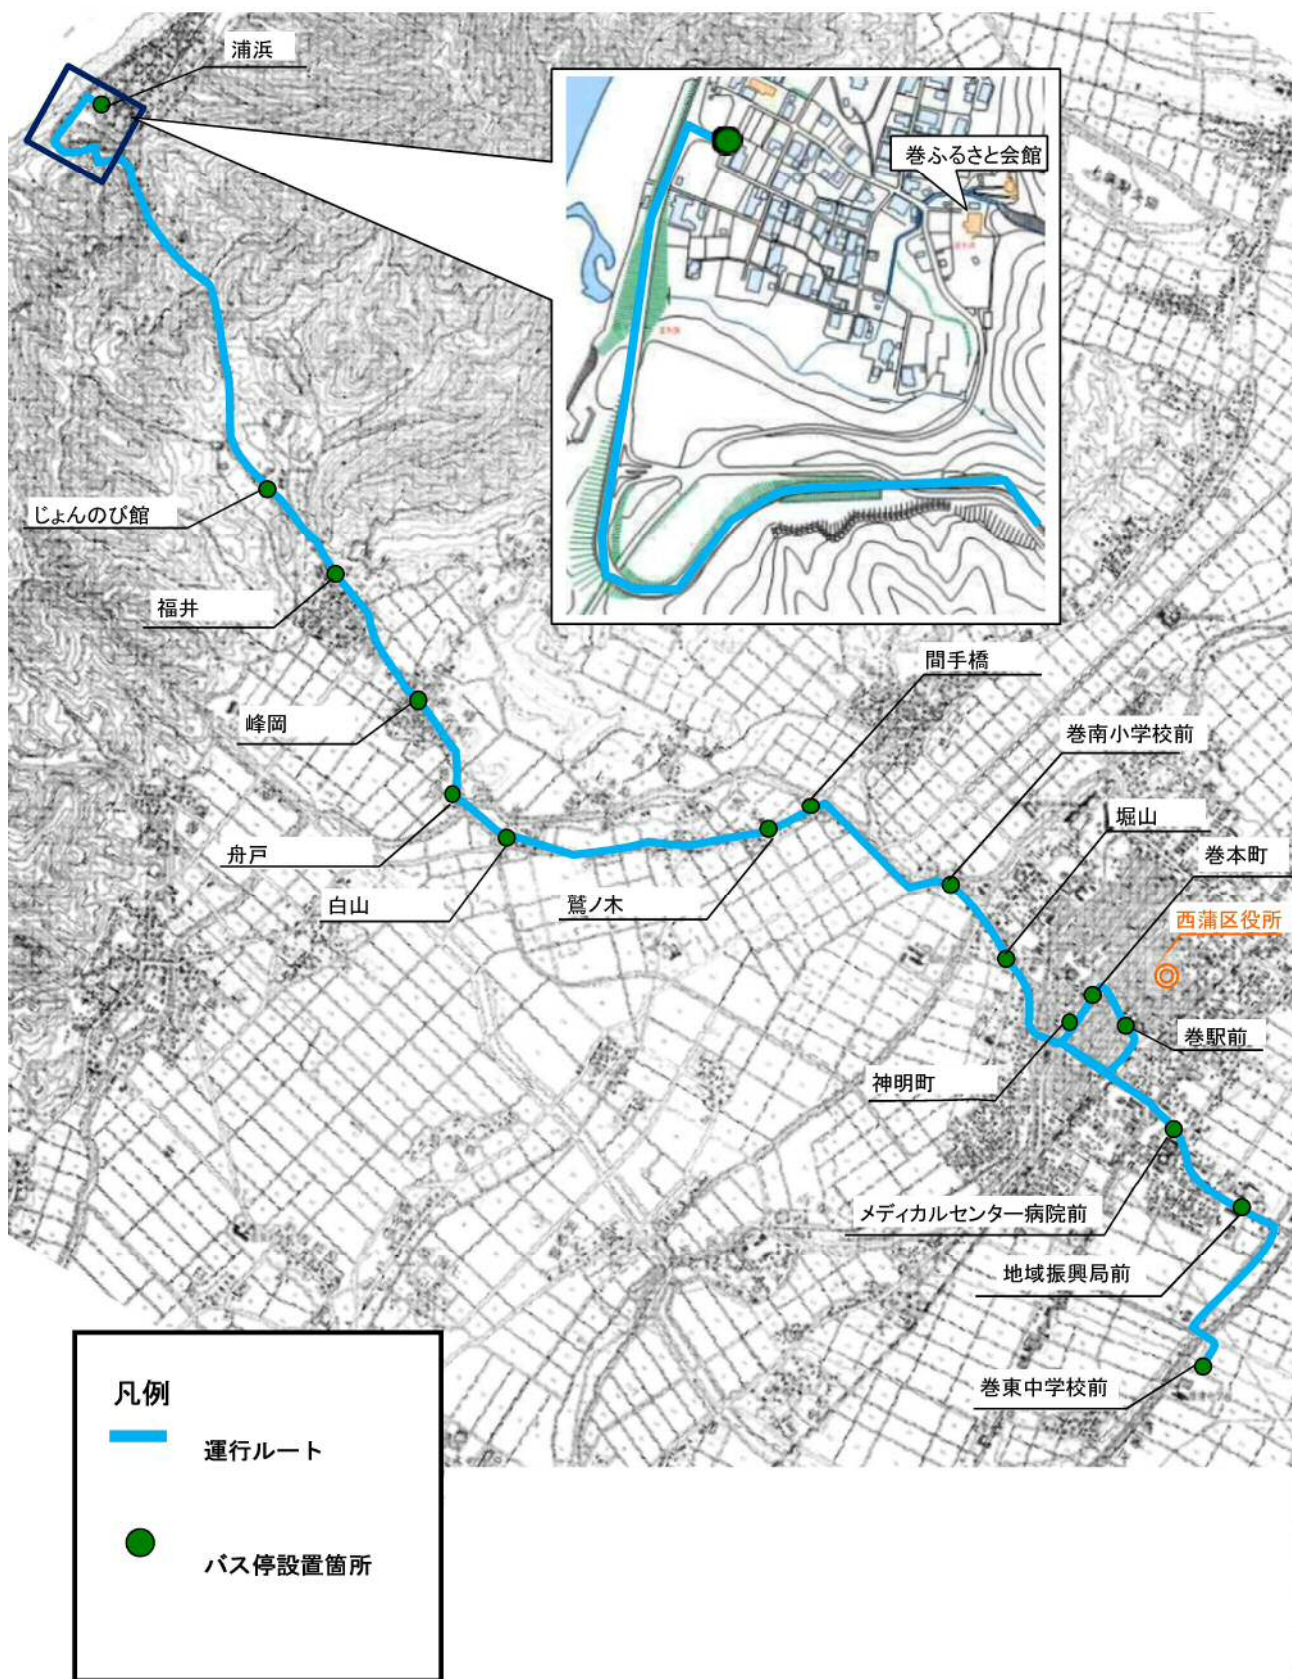 浦浜
巻ふるさと会館
じょんのび館
福井
峰岡
舟戸
白山
鷲ノ木
間手橋
巻南小学校前
堀山
巻本町
西蒲区役所
巻駅前
神明町
メディカルセンター病院前
地域振興局前
巻東中学校前
凡例
運行ルート
バス停設置箇所